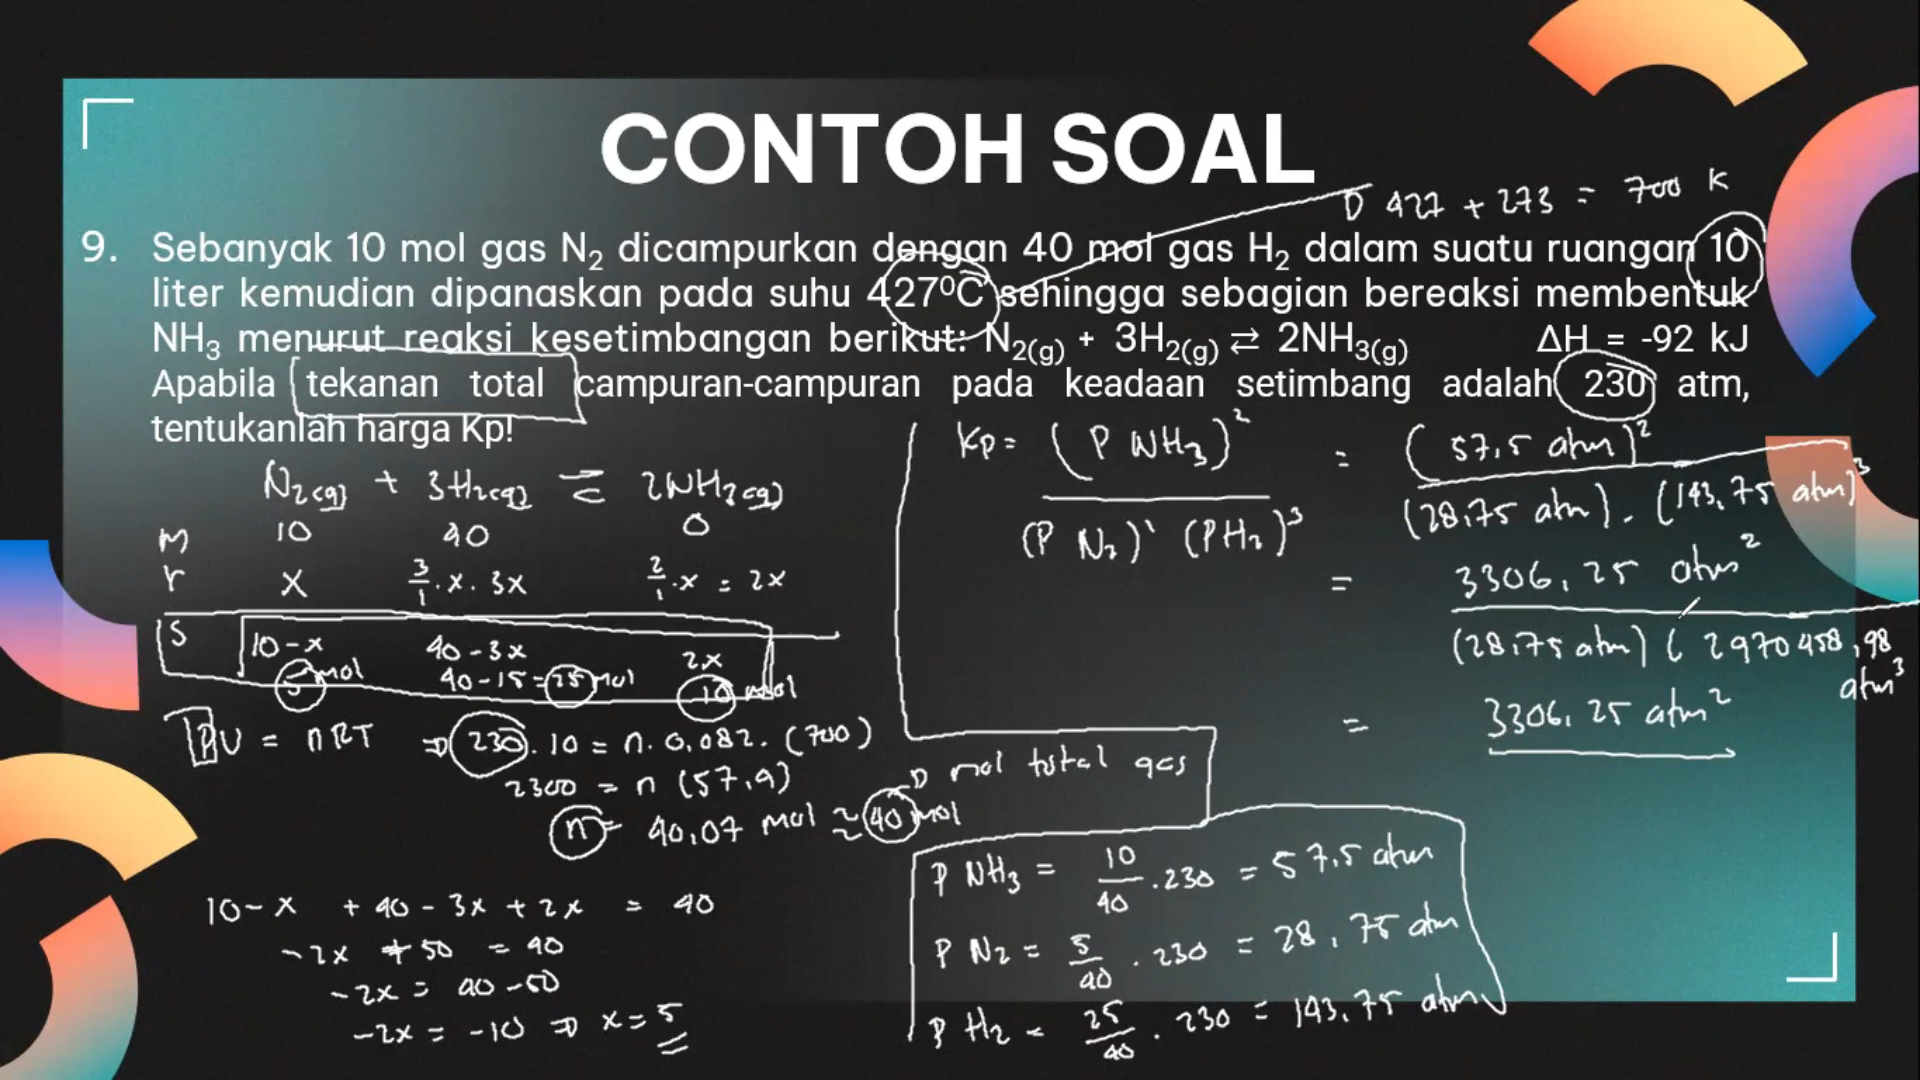 CONTOH SOAL
427 + 273 = 700 K
9. Sebanyak 10 mol gas N₂ dicampurkan dengan 40 mol gas H₂ dalam suatu ruangan 10
liter kemudian dipanaskan pada suhu 427⁰C sehingga sebagian bereaksi membentuk
NH₃ menurut reaksi kesetimbangan berikut: N₂(g) + 3H₂(g) ⇄ 2NH₃(g) ΔH = -92 kJ
Apabila tekanan total campuran-campuran pada keadaan setimbang adalah 230 atm,
tentukanlah harga Kp!
N₂(g) + 3H₂(g) ⇄ 2NH₃(g)
m 10 40 0
r x 3/1 . x . 3x 2/1 . x = 2x
s 10-x 40-3x 2x
5 mol 40-15 = 25 mol 10 mol
PV = nRT ⇒ 230 . 10 = n . 0,082 . (700)
2300 = n (57,4)
n = 40,07 mol ≈ 40 mol
mol total gas
10-x + 40-3x + 2x = 40
-2x + 50 = 40
-2x = 40-50
-2x = -10 ⇒ x = 5
Kp = (P NH₃)² / (P N₂)¹ (P H₂)³ = (57,5 atm)² / (28,75 atm) . (143,75 atm)³
= 3306,25 atm² / (28,75 atm) (2970458,98 atm³
= 3306,25 atm²
P NH₃ = 10/40 . 230 = 57,5 atm
P N₂ = 5/40 . 230 = 28,75 atm
P H₂ = 25/40 . 230 = 143,75 atm